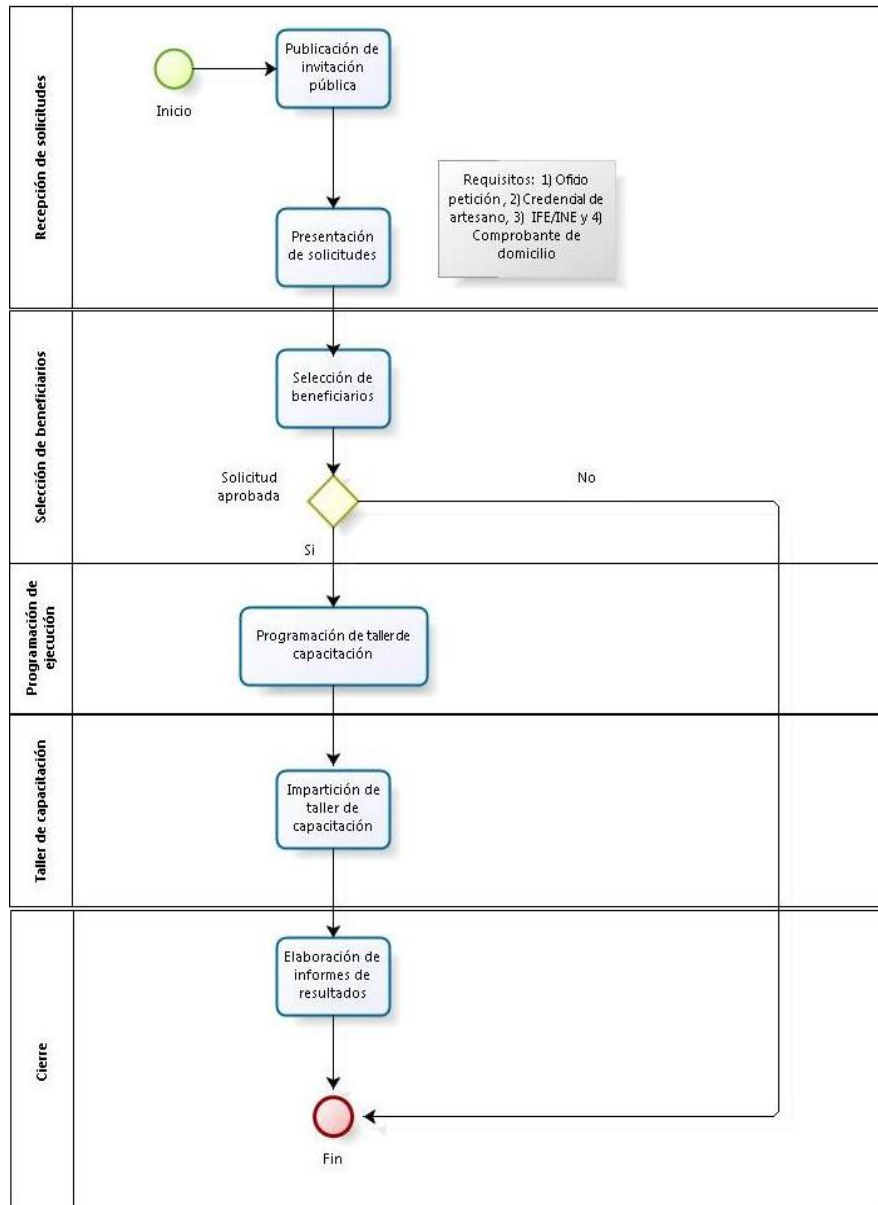 Recepción de solicitudes
Publicación de
invitación
pública
Inicio
Requisitos: 1) Oficio
petición, 2) Credencial de
artesano, 3) IFE/INE y 4)
Comprobante de
domicilio
Presentación
de solicitudes
Selección de beneficiarios
Selección de
beneficiarios
Solicitud
aprobada
No
Si
Programación de
ejecución
Programación de taller de
capacitación
Taller de capacitación
Impartición de
taller de
capacitación
Cierre
Elaboración de
informes de
resultados
Fin